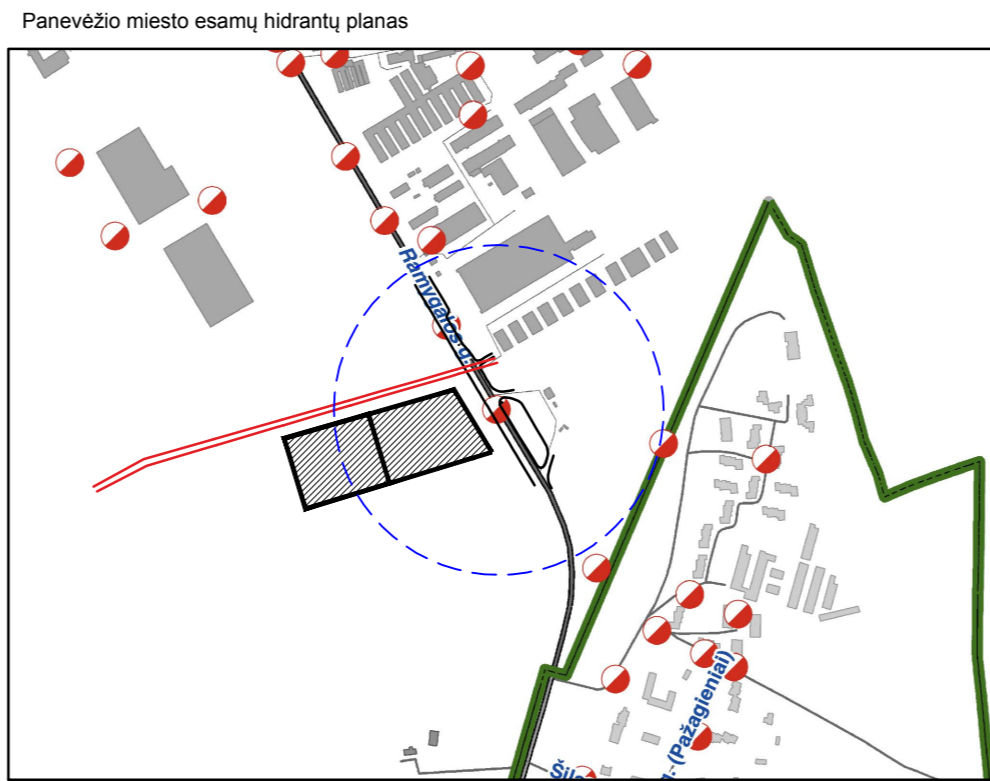 Panevėžio miesto esamų hidrantų planas
Ramygalos g.
g. (Pažagieniai)